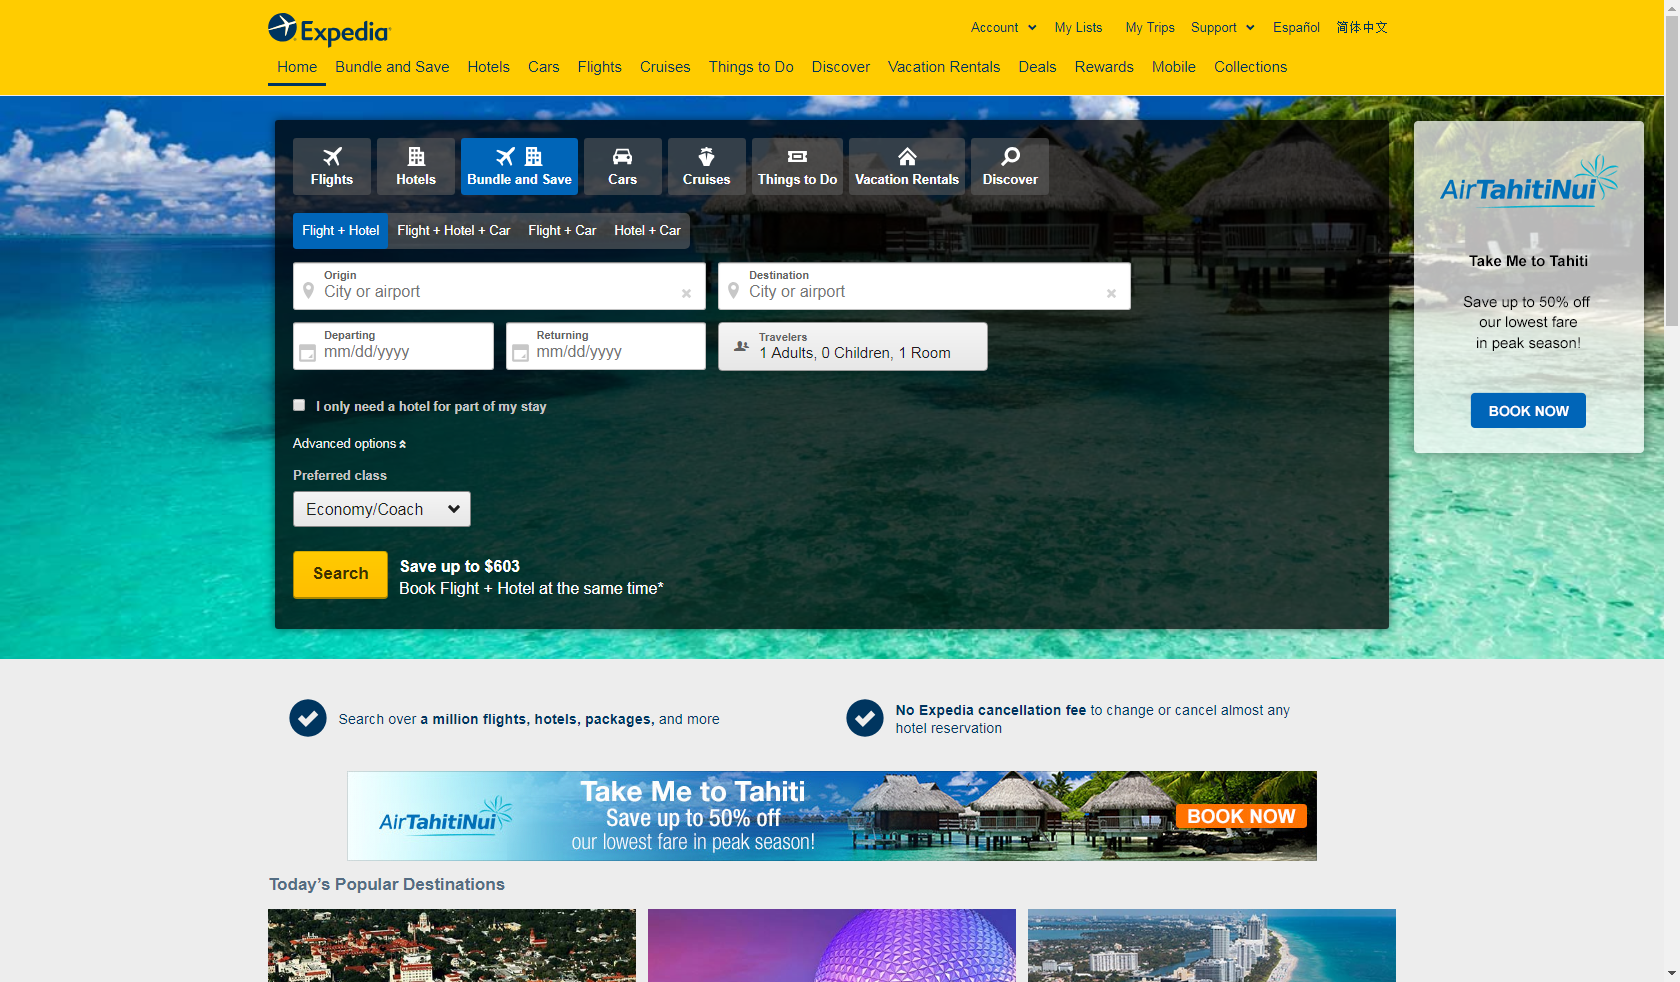 Expedia
Account
My Lists
My Trips
Support
Español
简体中文
Home
Bundle and Save
Hotels
Cars
Flights
Cruises
Things to Do
Discover
Vacation Rentals
Deals
Rewards
Mobile
Collections
Flights
Hotels
Bundle and Save
Cars
Cruises
Things to Do
Vacation Rentals
Discover
Flight + Hotel
Flight + Hotel + Car
Flight + Car
Hotel + Car
Origin
City or airport
Destination
City or airport
Departing
mm/dd/yyyy
Returning
mm/dd/yyyy
Travelers
1 Adults, 0 Children, 1 Room
I only need a hotel for part of my stay
Advanced options
Preferred class
Economy/Coach
Search
Save up to $603
Book Flight + Hotel at the same time*
AirTahitiNui
Take Me to Tahiti
Save up to 50% off
our lowest fare
in peak season!
BOOK NOW
Search over a million flights, hotels, packages, and more
No Expedia cancellation fee to change or cancel almost any
hotel reservation
AirTahitiNui
Take Me to Tahiti
Save up to 50% off
our lowest fare in peak season!
BOOK NOW
Today’s Popular Destinations